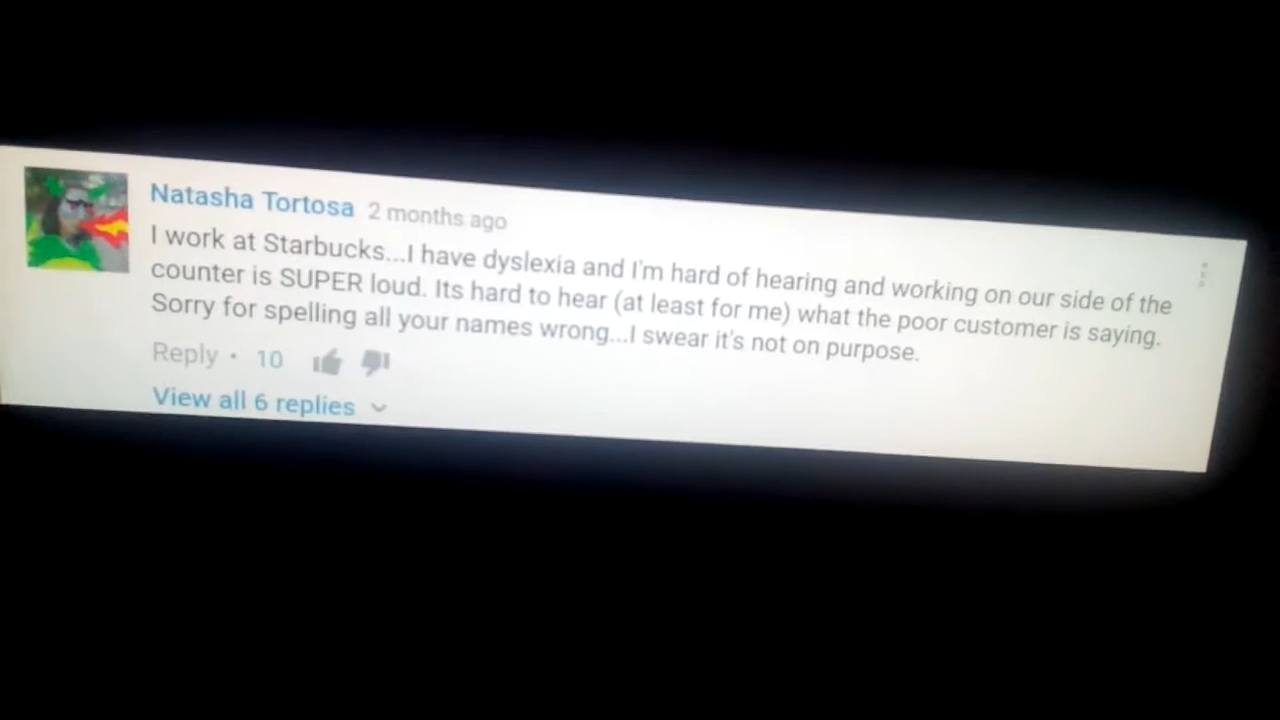 Natasha Tortosa 2 months ago
I work at Starbucks...I have dyslexia and I'm hard of hearing and working on our side of the
counter is SUPER loud. Its hard to hear (at least for me) what the poor customer is saying.
Sorry for spelling all your names wrong...I swear it's not on purpose.
Reply • 10
View all 6 replies